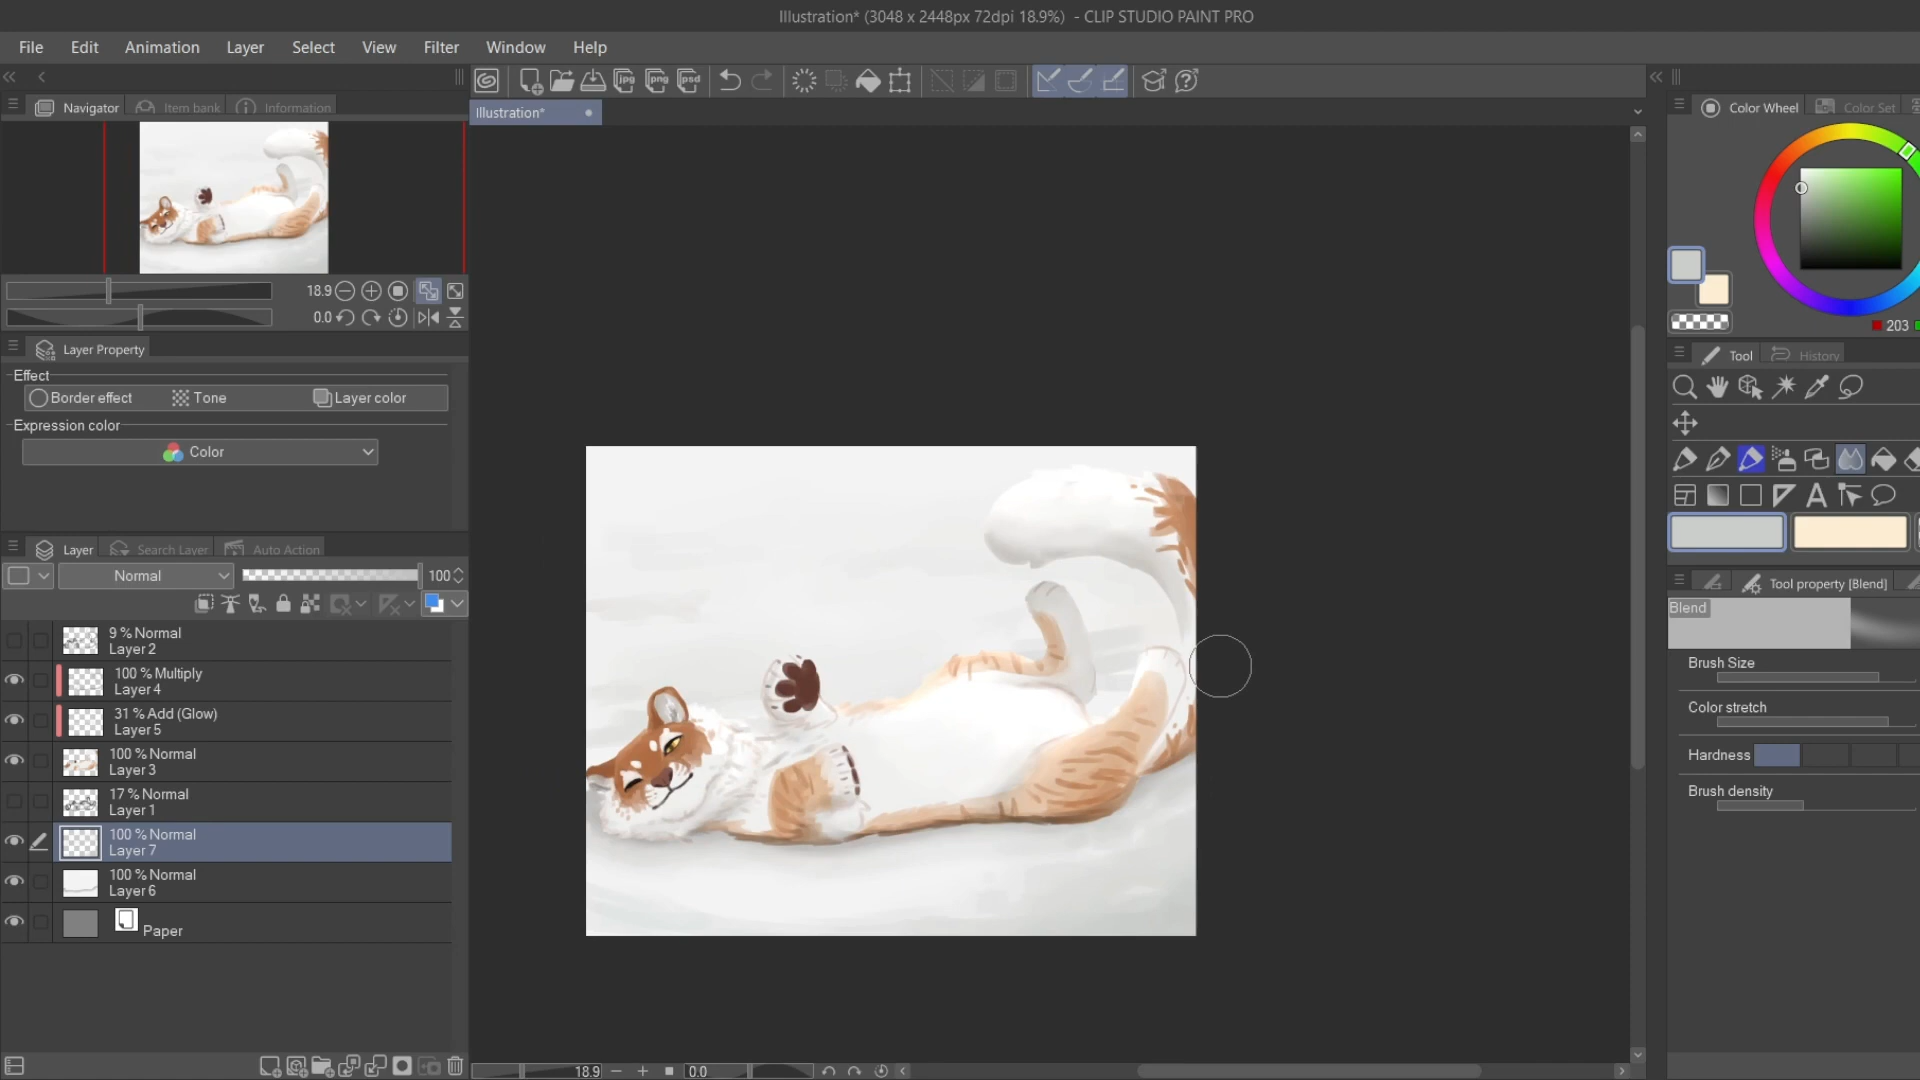 Illustration* (3048 x 2448px 72dpi 18.9%) - CLIP STUDIO PAINT PRO
File Edit Animation Layer Select View Filter Window Help
jpg png psd
Navigator Item bank Information
Illustration*
Color Wheel Color Set
18.9
0.0
203
Layer Property
Tool History
Effect
Border effect Tone Layer color
Expression color
Color
A
Layer Search Layer Auto Action
Normal 100
Tool property [Blend]
Blend
Brush Size
Color stretch
Hardness
Brush density
9 % Normal
Layer 2
100 % Multiply
Layer 4
31 % Add (Glow)
Layer 5
100 % Normal
Layer 3
17 % Normal
Layer 1
100 % Normal
Layer 7
100 % Normal
Layer 6
Paper
18.9 0.0